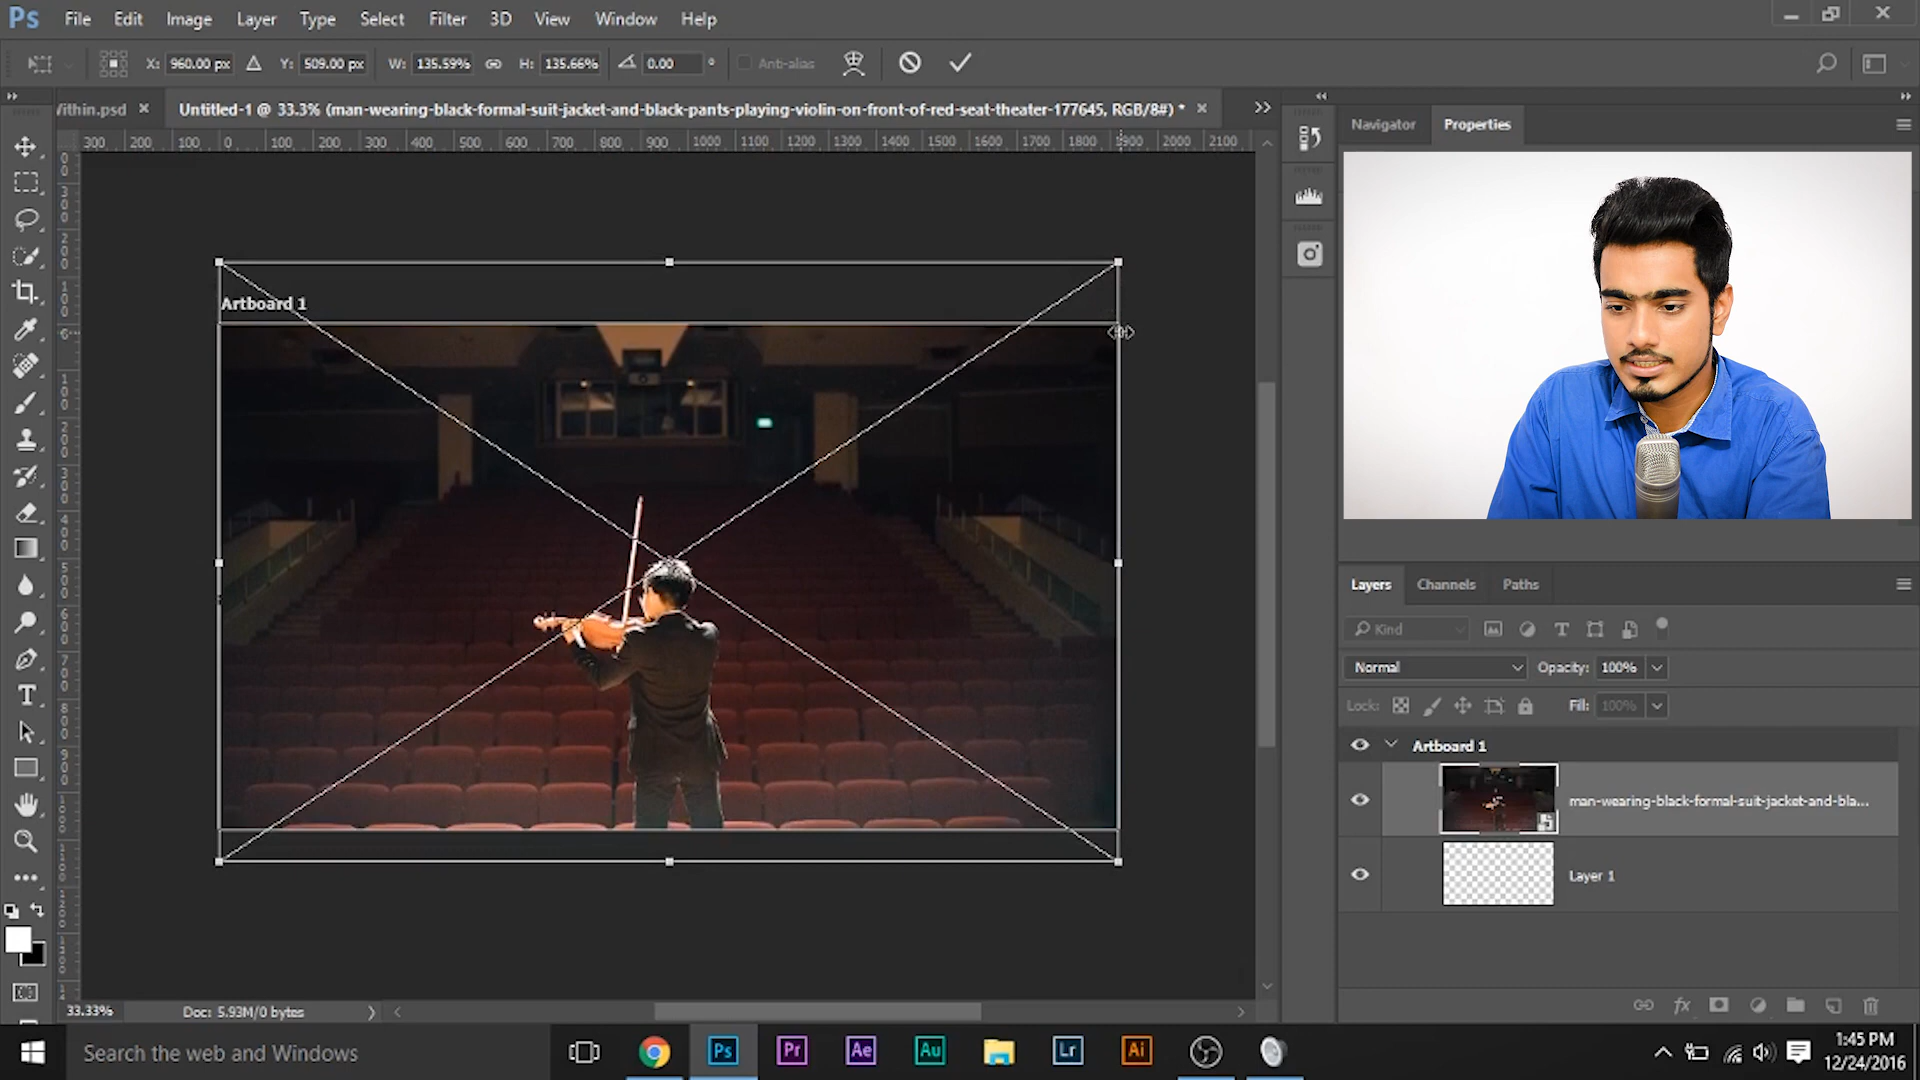 Ps File Edit Image Layer Type Select Filter 3D View Window Help
X: 960.00 px Y: 509.00 px W: 135.59% H: 135.66% 0.00 ° Anti-alias
Within.psd × Untitled-1 @ 33.3% (man-wearing-black-formal-suit-jacket-and-black-pants-playing-violin-on-front-of-red-seat-theater-177645, RGB/8#) * ×
Navigator Properties
300 200 100 0 100 200 300 400 500 600 700 800 900 1000 1100 1200 1300 1400 1500 1600 1700 1800 1900 2000 2100
Artboard 1
Layers Channels Paths
Kind
Normal Opacity: 100%
Lock: Fill: 100%
Artboard 1
man-wearing-black-formal-suit-jacket-and-bla...
Layer 1
33.33% Doc: 5.93M/0 bytes
Search the web and Windows
Ps Pr Ae Au Lr Ai
1:45 PM
12/24/2016